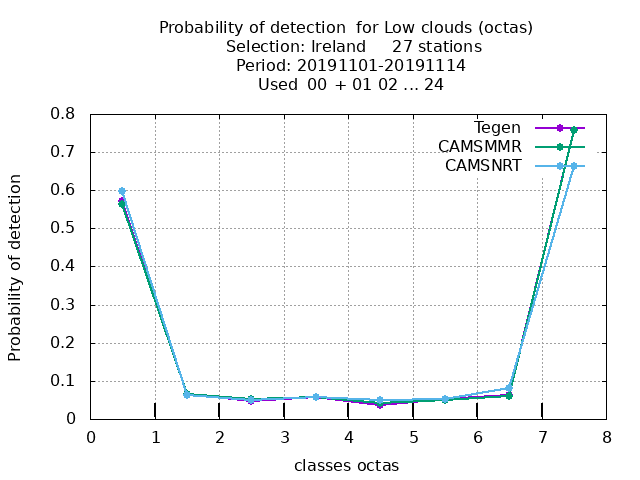 Probability of detection  for Low clouds (octas)
Selection: Ireland     27 stations
Period: 20191101-20191114
Used  00  + 01 02 ... 24
Tegen
CAMSMMR
CAMSNRT
Probability of detection
0.8
0.7
0.6
0.5
0.4
0.3
0.2
0.1
0
0 1 2 3 4 5 6 7 8
classes octas